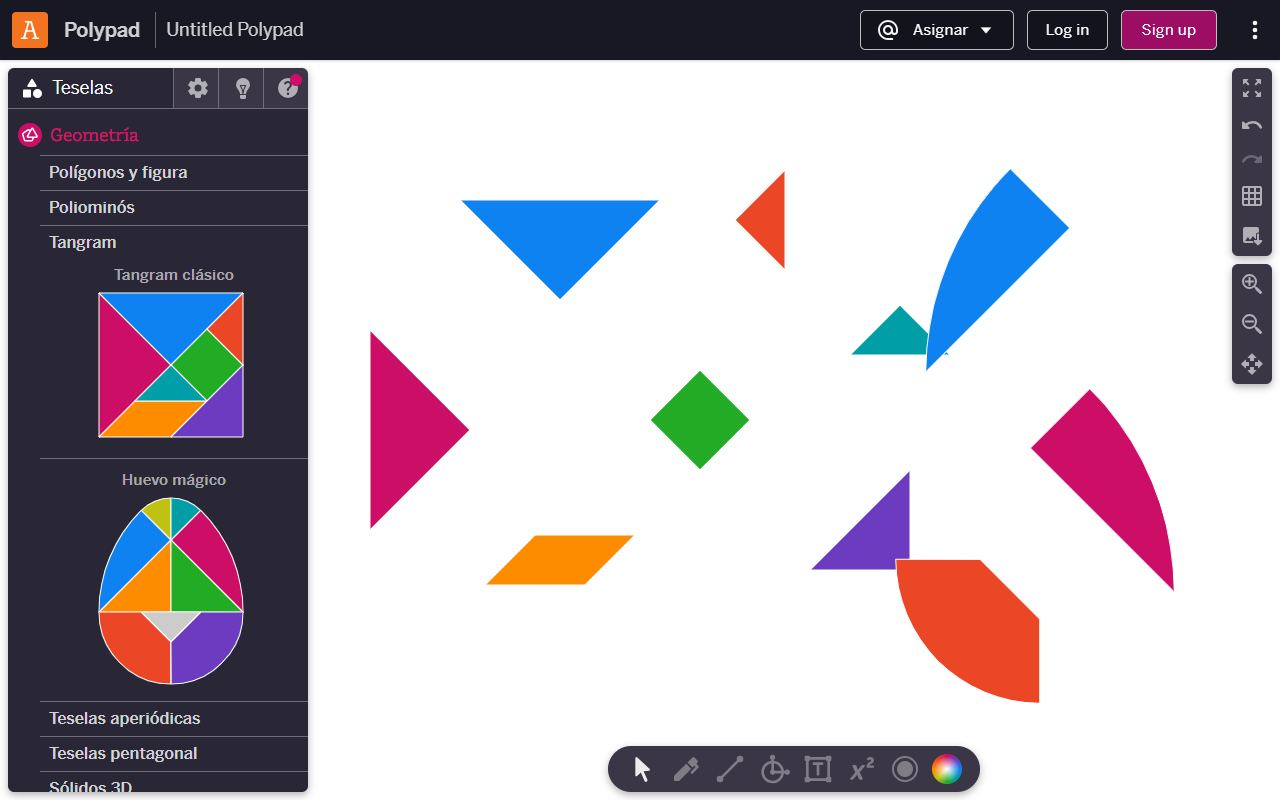 A Polypad Untitled Polypad Asignar Log in Sign up
Teselas
Geometría
Polígonos y figura
Poliominós
Tangram
Tangram clásico
Huevo mágico
Teselas aperiódicas
Teselas pentagonal
Sólidos 3D
T x²